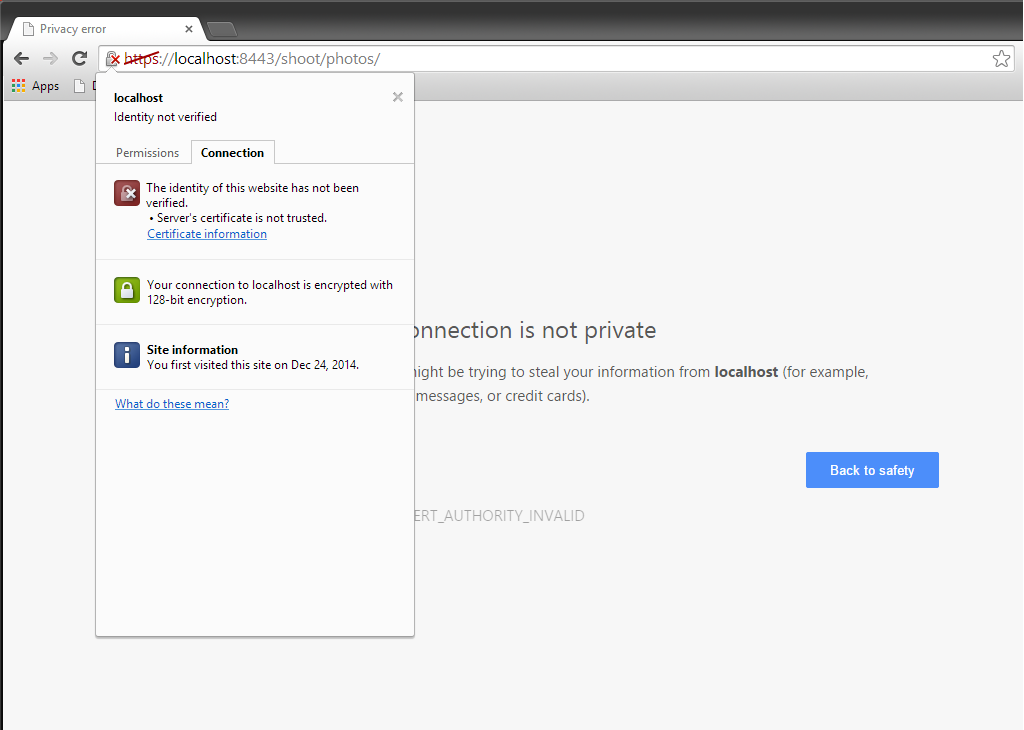 Privacy error
https://localhost:8443/shoot/photos/
Apps
localhost
Identity not verified
Permissions
Connection
The identity of this website has not been
verified.
• Server's certificate is not trusted.
Certificate information
Your connection to localhost is encrypted with
128-bit encryption.
Site information
You first visited this site on Dec 24, 2014.
What do these mean?
onnection is not private
ight be trying to steal your information from localhost (for example,
messages, or credit cards).
Back to safety
ERT_AUTHORITY_INVALID